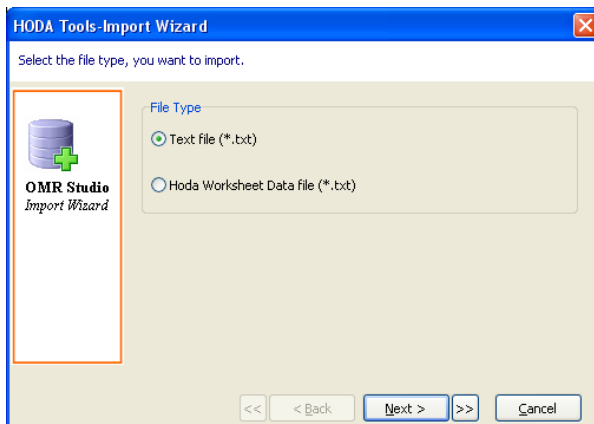 HODA Tools-Import Wizard
Select the file type, you want to import.
File Type
Text file (*.txt)
Hoda Worksheet Data file (*.txt)
OMR Studio
Import Wizard
<< < Back Next > >> Cancel